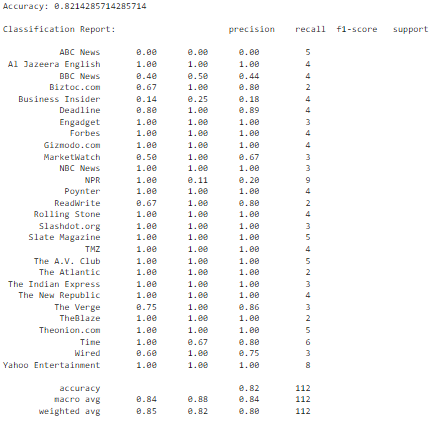 Accuracy: 0.8214285714285714
Classification Report: precision recall f1-score support
ABC News 0.00 0.00 0.00 5
Al Jazeera English 1.00 1.00 1.00 4
BBC News 0.40 0.50 0.44 4
Biztoc.com 0.67 1.00 0.80 2
Business Insider 0.14 0.25 0.18 4
Deadline 0.80 1.00 0.89 4
Engadget 1.00 1.00 1.00 3
Forbes 1.00 1.00 1.00 4
Gizmodo.com 1.00 1.00 1.00 4
MarketWatch 0.50 1.00 0.67 3
NBC News 1.00 1.00 1.00 3
NPR 1.00 0.11 0.20 9
Poynter 1.00 1.00 1.00 4
ReadWrite 0.67 1.00 0.80 2
Rolling Stone 1.00 1.00 1.00 4
Slashdot.org 1.00 1.00 1.00 3
Slate Magazine 1.00 1.00 1.00 5
TMZ 1.00 1.00 1.00 4
The A.V. Club 1.00 1.00 1.00 5
The Atlantic 1.00 1.00 1.00 2
The Indian Express 1.00 1.00 1.00 3
The New Republic 1.00 1.00 1.00 4
The Verge 0.75 1.00 0.86 3
TheBlaze 1.00 1.00 1.00 2
Theonion.com 1.00 1.00 1.00 5
Time 1.00 0.67 0.80 6
Wired 0.60 1.00 0.75 3
Yahoo Entertainment 1.00 1.00 1.00 8
accuracy 0.82 112
macro avg 0.84 0.88 0.84 112
weighted avg 0.85 0.82 0.80 112